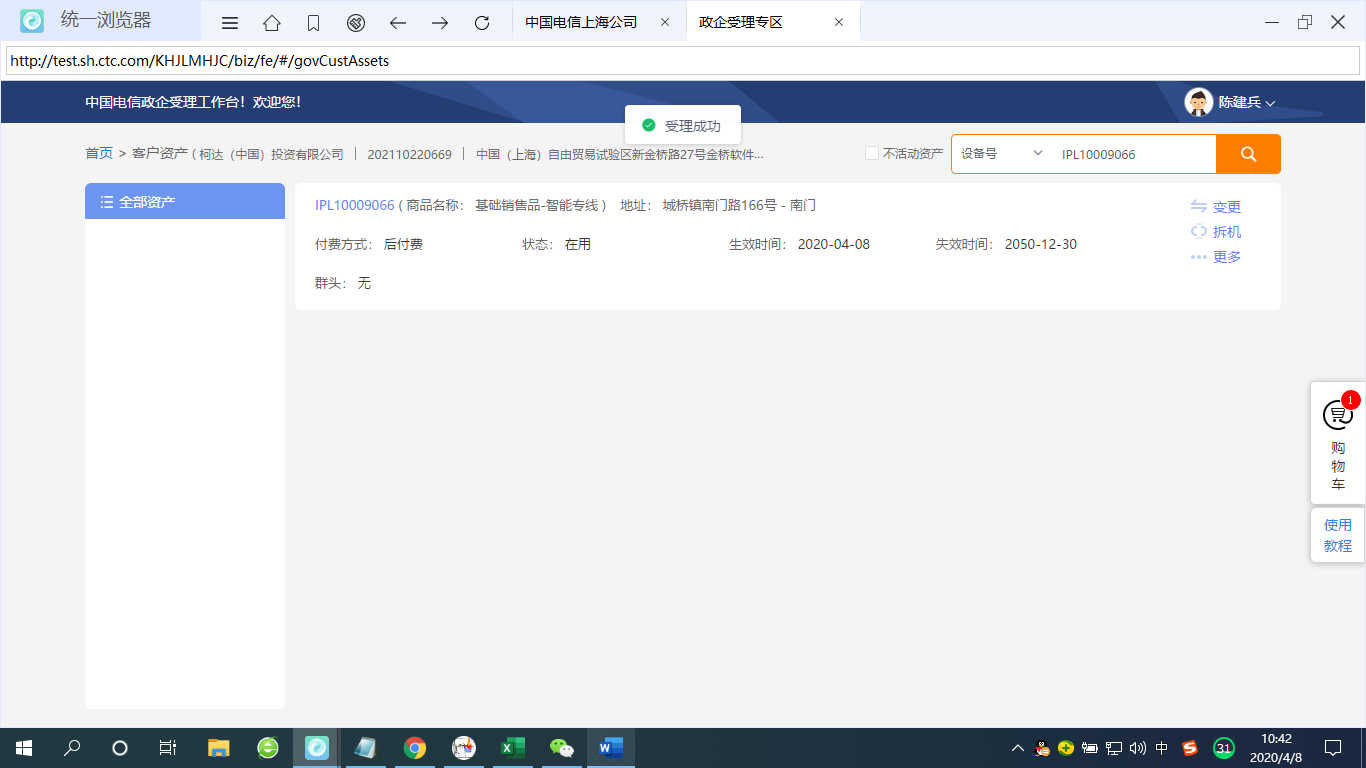 统一浏览器
中国电信上海公司
政企受理专区
http://test.sh.ctc.com/KHJLMHJC/biz/fe/#/govCustAssets
中国电信政企受理工作台！欢迎您！
陈建兵
受理成功
首页 > 客户资产 ( 柯达（中国）投资有限公司 | 202110220669 | 中国（上海）自由贸易试验区新金桥路27号金桥软件...
不活动资产
设备号
IPL10009066
全部资产
IPL10009066 ( 商品名称： 基础销售品-智能专线 ) 地址： 城桥镇南门路166号 - 南门
变更
付费方式： 后付费 状态： 在用 生效时间： 2020-04-08 失效时间： 2050-12-30
拆机
更多
群头： 无
1
购
物
车
使用
教程
中
31
10:42
2020/4/8